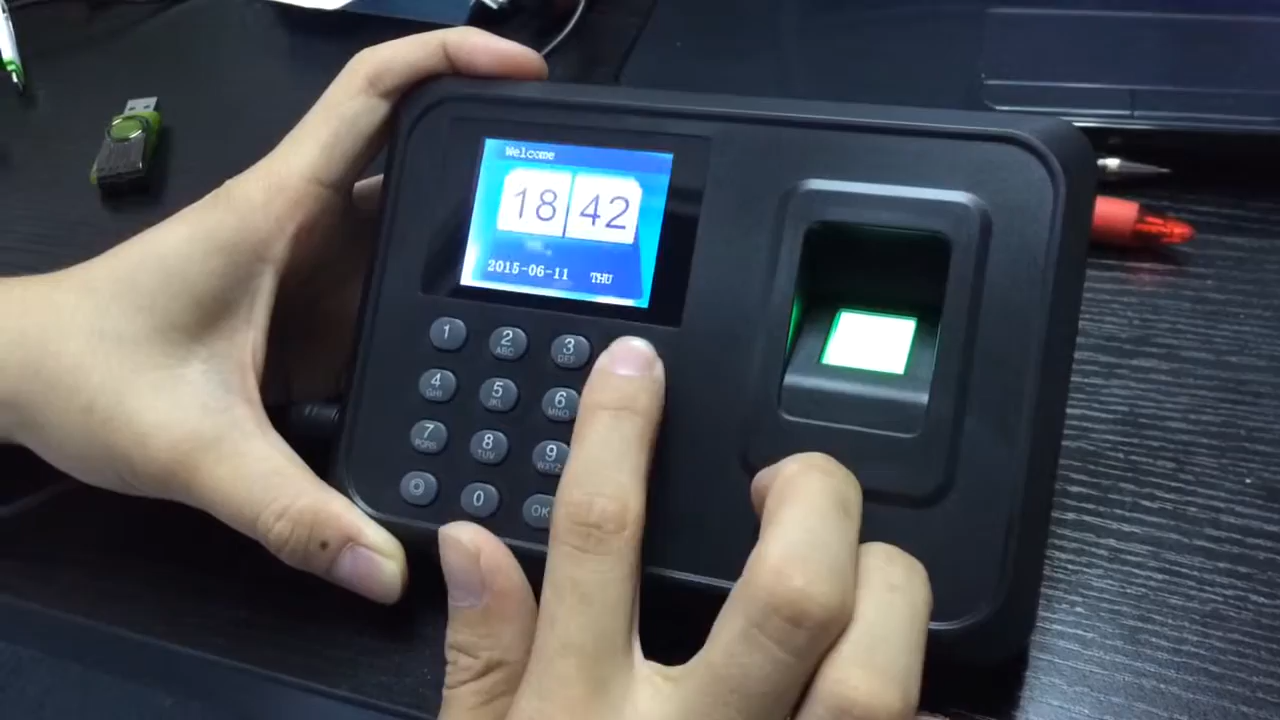 Welcome
18 42
2015-06-11 THU
1 2 ABC 3 DEF
4 GHI 5 JKL 6 MNO
7 PQRS 8 TUV 9 WXYZ
0 OK